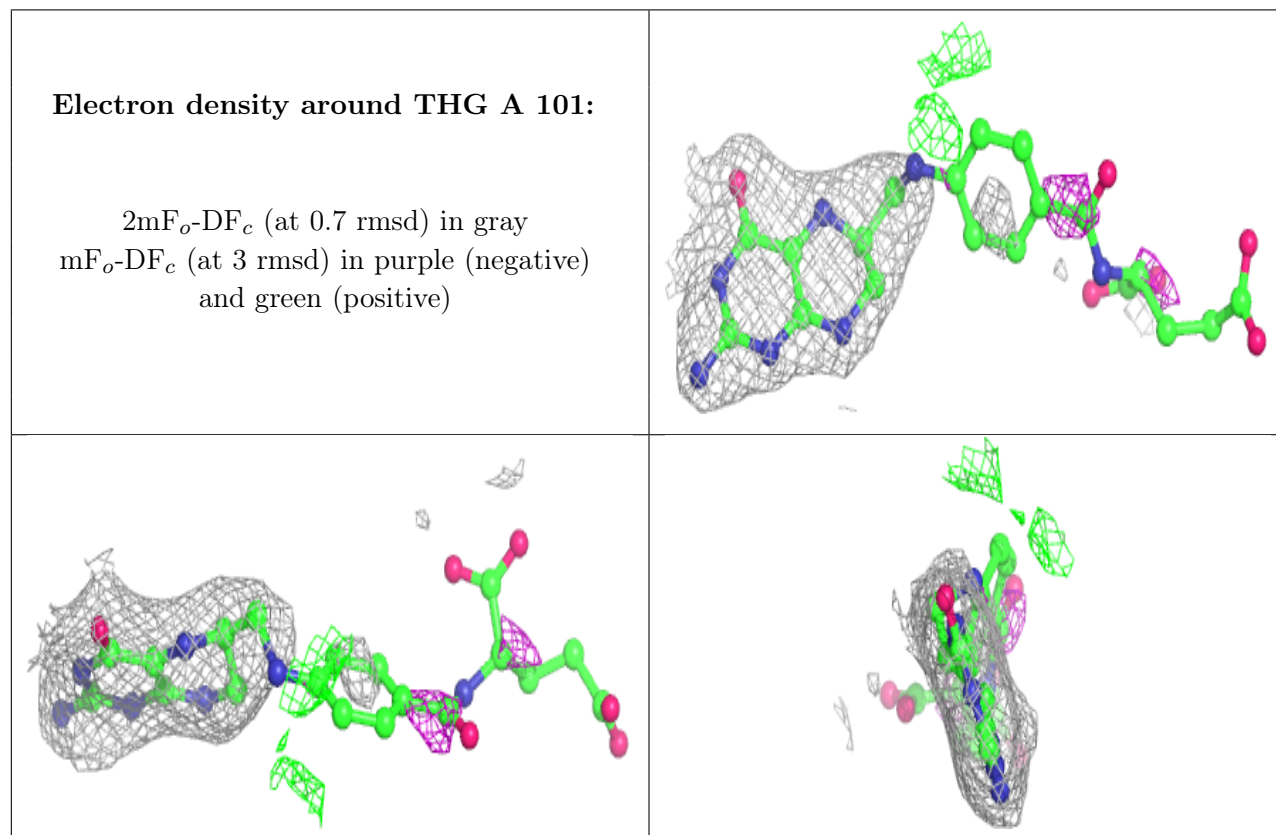 Electron density around THG A 101:
2mFₒ-DF𝑐 (at 0.7 rmsd) in gray
mFₒ-DF𝑐 (at 3 rmsd) in purple (negative)
and green (positive)